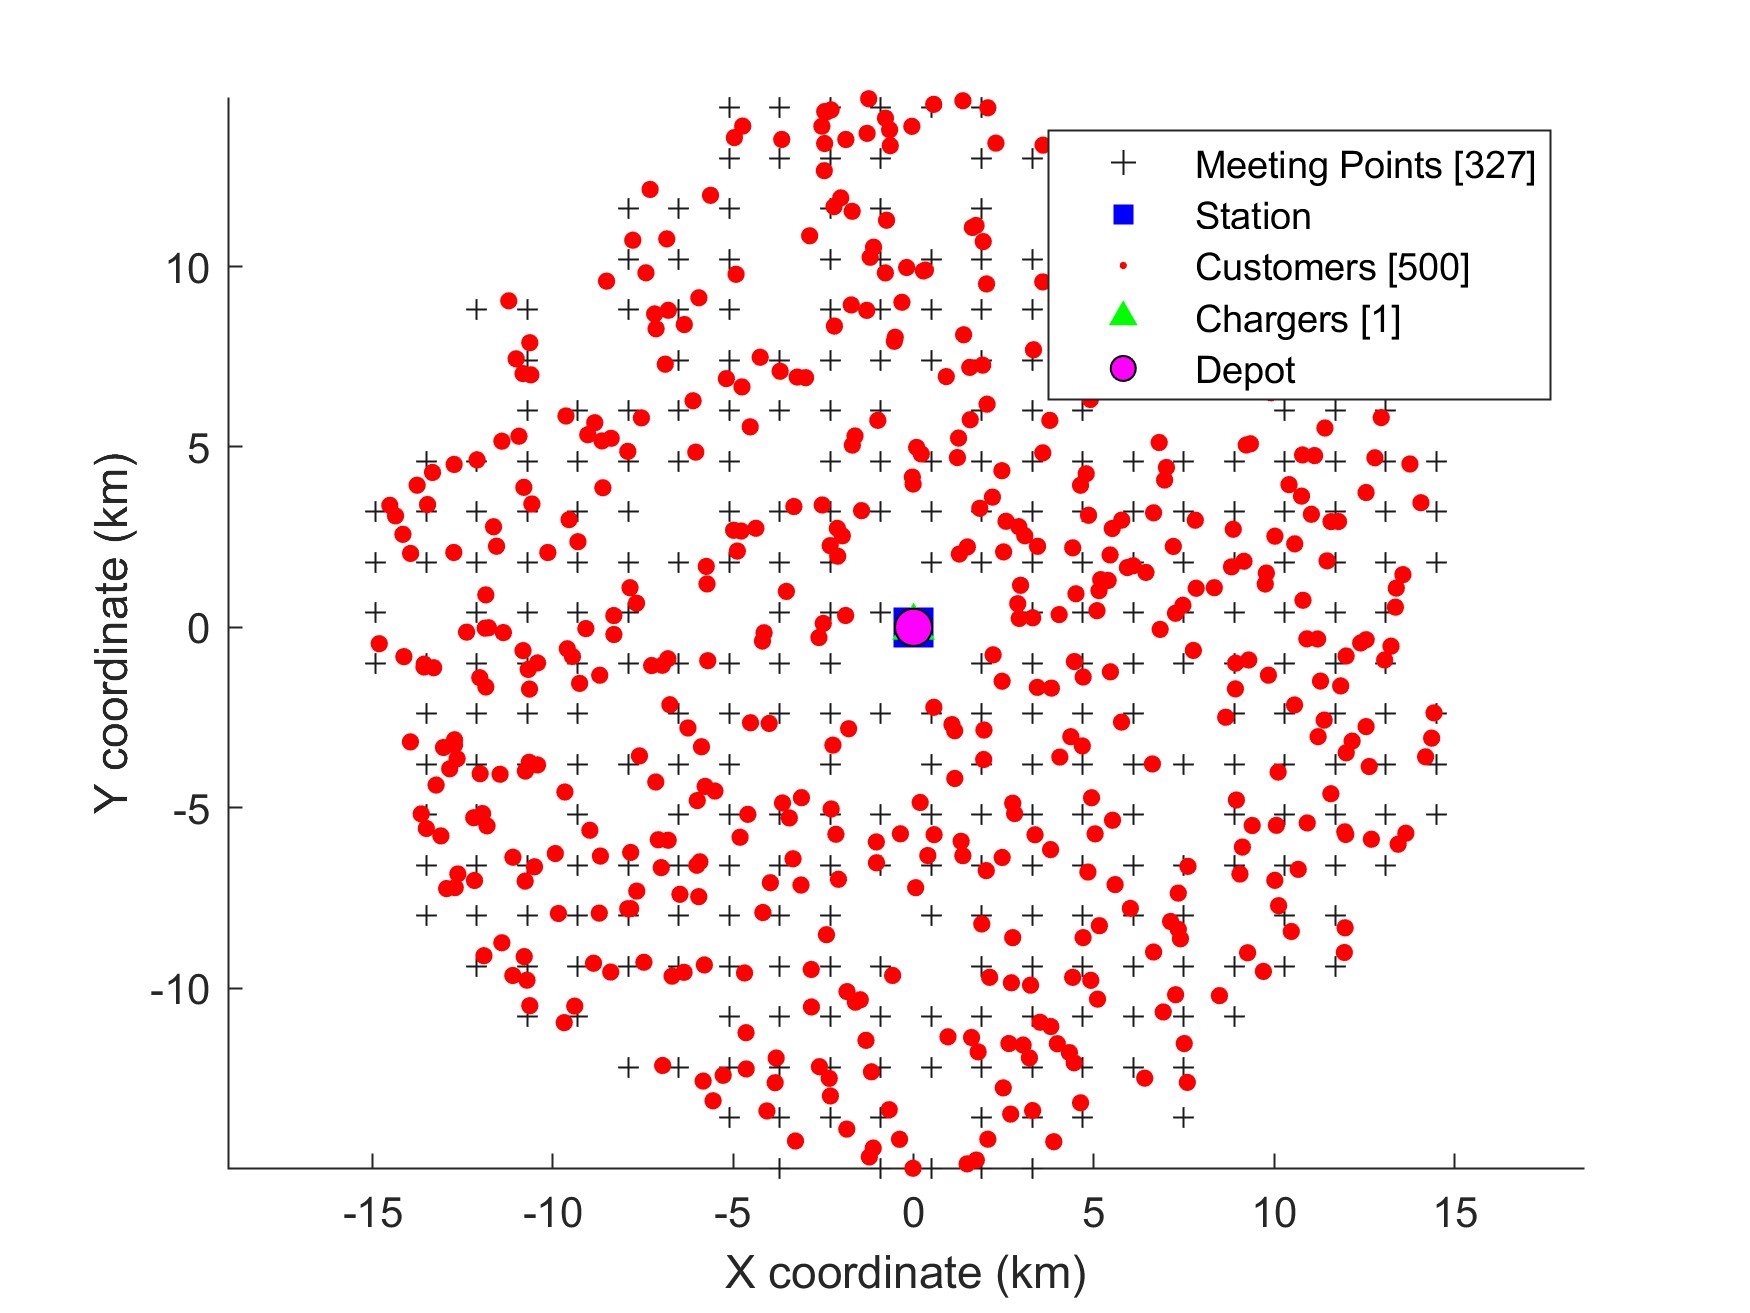 Meeting Points [327]
Station
Customers [500]
Chargers [1]
Depot
10
5
0
-5
-10
Y coordinate (km)
-15 -10 -5 0 5 10 15
X coordinate (km)